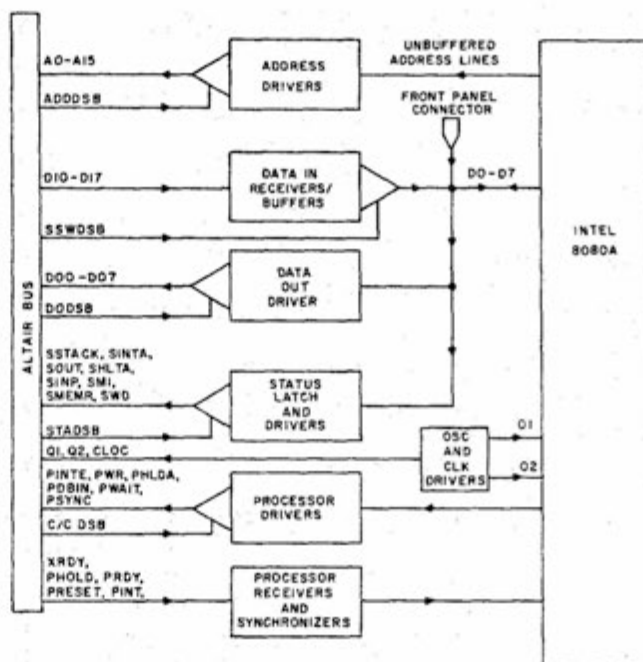 A0-A15
ADDRESS
DRIVERS
UNBUFFERED
ADDRESS LINES
ADDDSB
FRONT PANEL
CONNECTOR
DI0-DI7
DATA IN
RECEIVERS/
BUFFERS
D0-D7
INTEL
8080A
SSWDSB
DO0-DO7
DATA
OUT
DRIVER
DODSB
ALTAIR BUS
SSTACK, SINTA,
SOUT, SHLTA,
SINP, SMI,
SMEMR, SWD
STATUS
LATCH
AND
DRIVERS
STADSB
O1, O2, CLOC
OSC
AND
CLK
DRIVERS
O1
O2
PINTE, PWR, PHLDA,
PDBIN, PWAIT,
PSYNC
PROCESSOR
DRIVERS
C/C DSB
XRDY,
PHOLD, PRDY,
PRESET, PINT,
PROCESSOR
RECEIVERS
AND
SYNCHRONIZERS